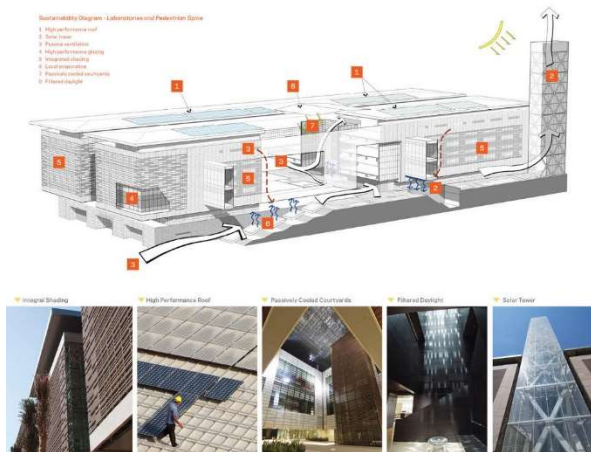 Sustainability Diagram - Laboratories and Pedestrian Spine
1 High performance roof
2 Solar tower
3 Passive ventilation
4 High performance glazing
5 Integrated shading
6 Local evaporation
7 Passively cooled courtyards
8 Filtered daylight
1
8
1
2
7
3
3
5
5
5
4
2
6
3
Integral Shading
High Performance Roof
Passively Cooled Courtyards
Filtered Daylight
Solar Tower